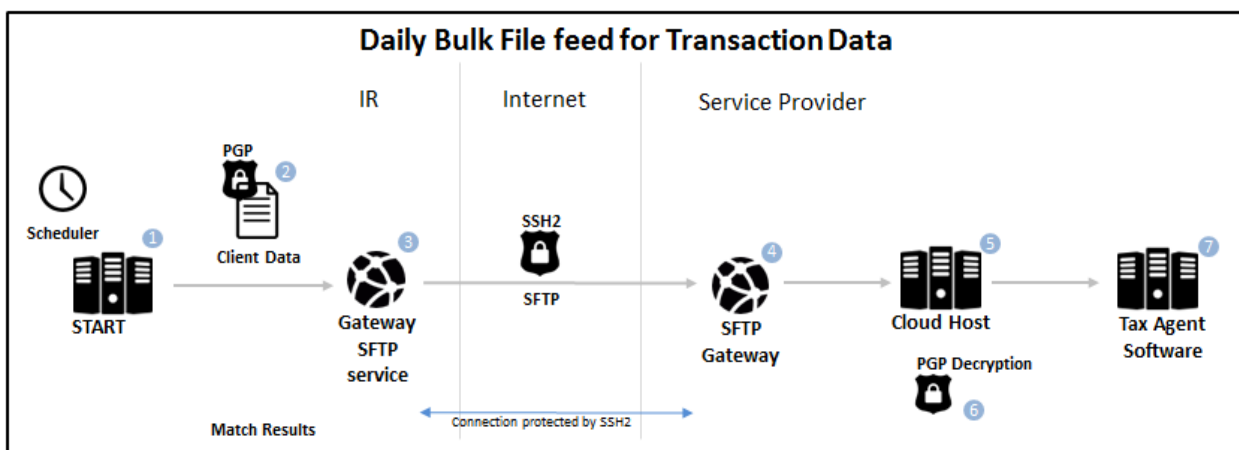 Daily Bulk File feed for Transaction Data
IR
Internet
Service Provider
PGP
2
Scheduler
1
Client Data
START
3
Gateway
SFTP
service
SSH2
SFTP
4
SFTP
Gateway
5
Cloud Host
PGP Decryption
6
7
Tax Agent
Software
Connection protected by SSH2
Match Results